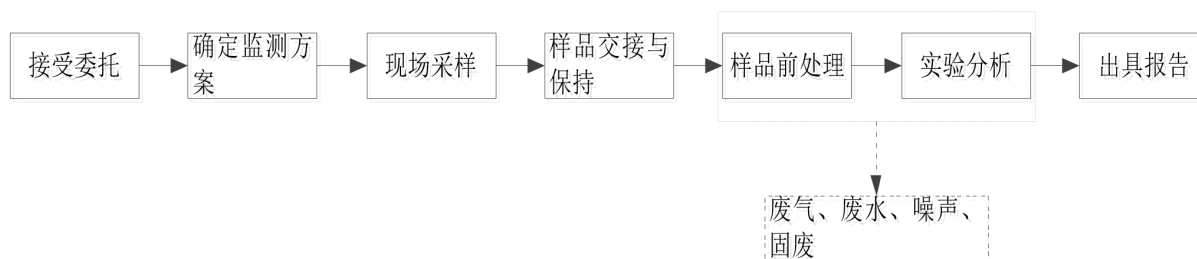 接受委托
确定监测方
案
现场采样
样品交接与
保持
样品前处理
实验分析
出具报告
废气、废水、噪声、
固废